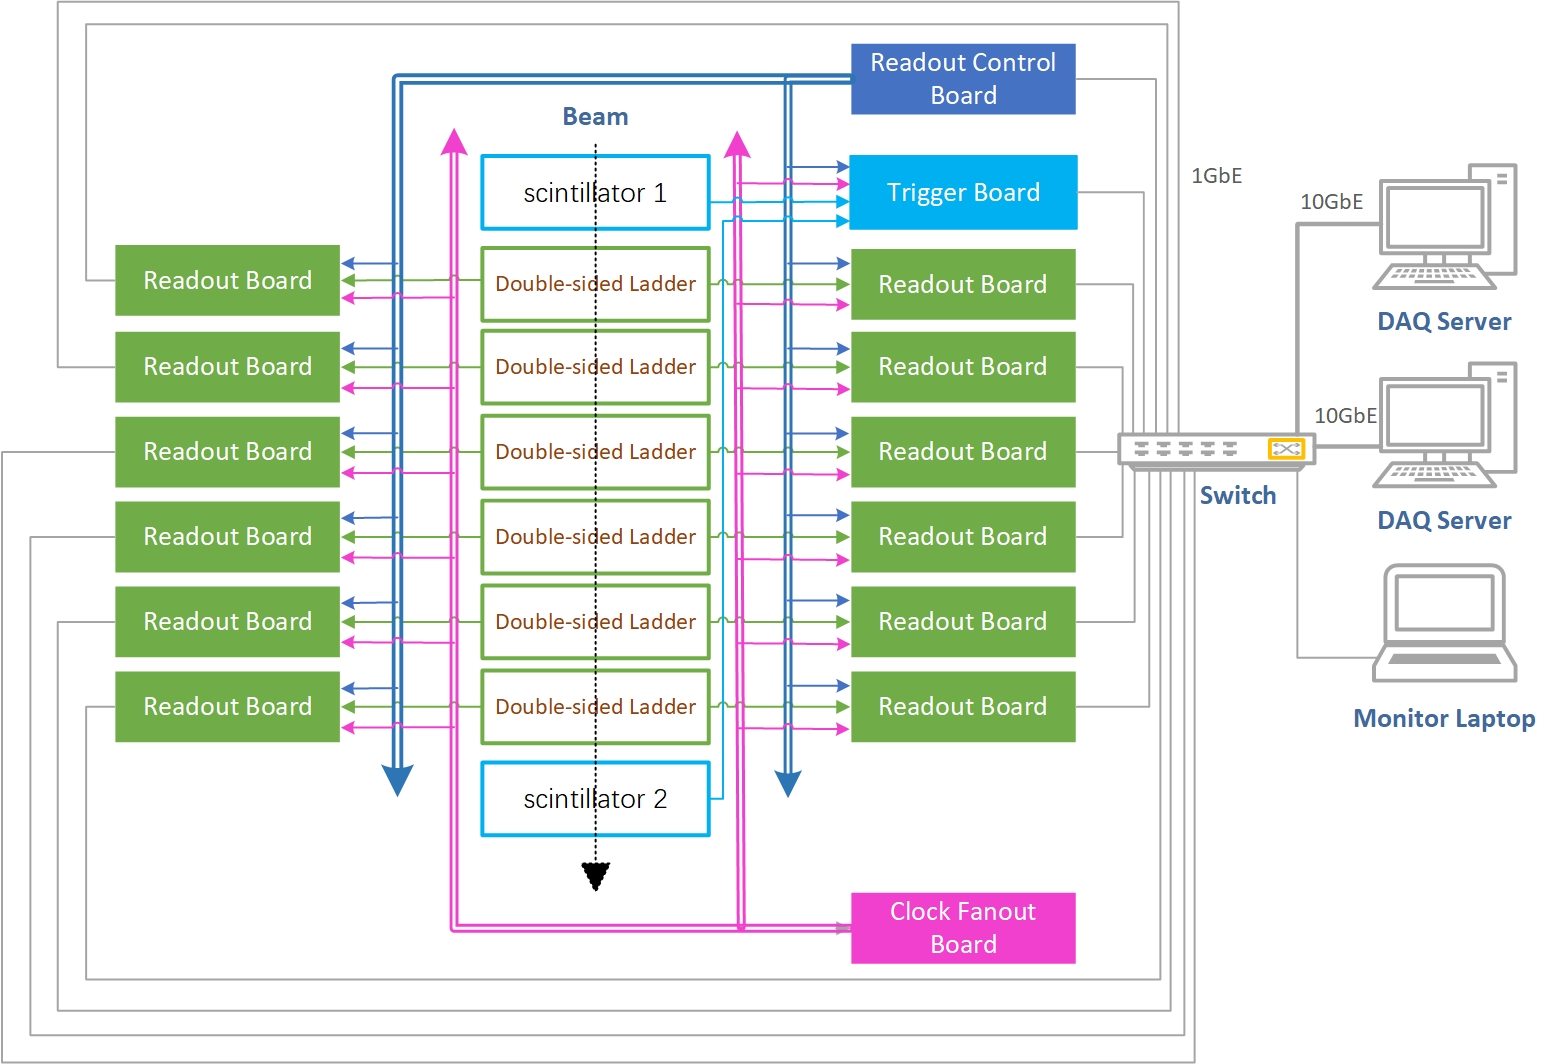 Readout Control
Board
Beam
scintillator 1
Trigger Board
1GbE
10GbE
Readout Board
Double-sided Ladder
Readout Board
DAQ Server
Readout Board
Double-sided Ladder
Readout Board
10GbE
Readout Board
Double-sided Ladder
Readout Board
Switch
DAQ Server
Readout Board
Double-sided Ladder
Readout Board
Readout Board
Double-sided Ladder
Readout Board
Readout Board
Double-sided Ladder
Readout Board
Monitor Laptop
scintillator 2
Clock Fanout
Board